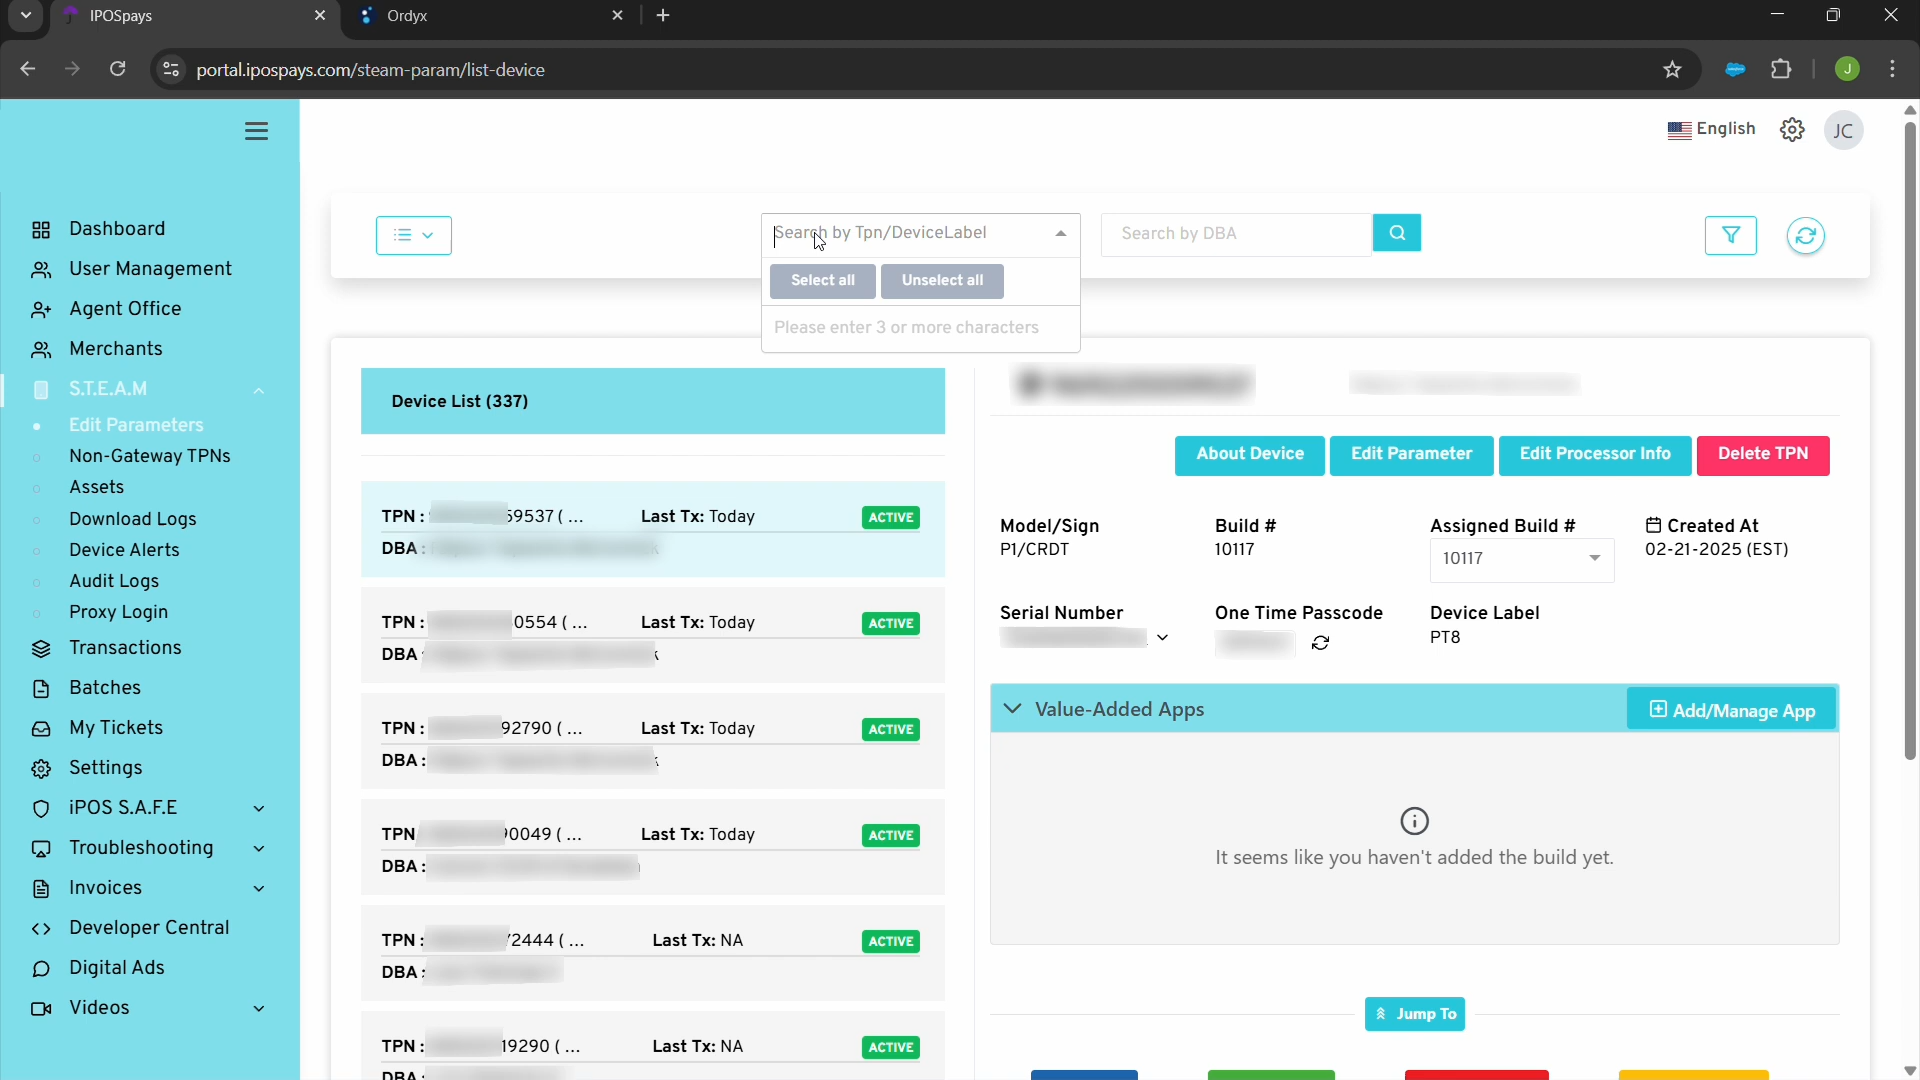 IPOSpays
Ordyx
portal.ipospays.com/steam-param/list-device
J
English
JC
Dashboard
User Management
Agent Office
Merchants
S.T.E.A.M
Edit Parameters
Non-Gateway TPNs
Assets
Download Logs
Device Alerts
Audit Logs
Proxy Login
Transactions
Batches
My Tickets
Settings
iPOS S.A.F.E
Troubleshooting
Invoices
Developer Central
Digital Ads
Videos
Search by Tpn/DeviceLabel
Search by DBA
Select all Unselect all
Please enter 3 or more characters
Device List (337)
TPN : 59537 ( ... Last Tx: Today ACTIVE
DBA :
TPN : 0554 ( ... Last Tx: Today ACTIVE
DBA
TPN : 92790 ( ... Last Tx: Today ACTIVE
DBA :
TPN 0049 ( ... Last Tx: Today ACTIVE
DBA :
TPN : 2444 ( ... Last Tx: NA ACTIVE
DBA :
TPN : 19290 ( ... Last Tx: NA ACTIVE
DBA :
About Device Edit Parameter Edit Processor Info Delete TPN
Model/Sign Build # Assigned Build # Created At
P1/CRDT 10117 10117 02-21-2025 (EST)
Serial Number One Time Passcode Device Label
PT8
Value-Added Apps Add/Manage App
It seems like you haven't added the build yet.
Jump To